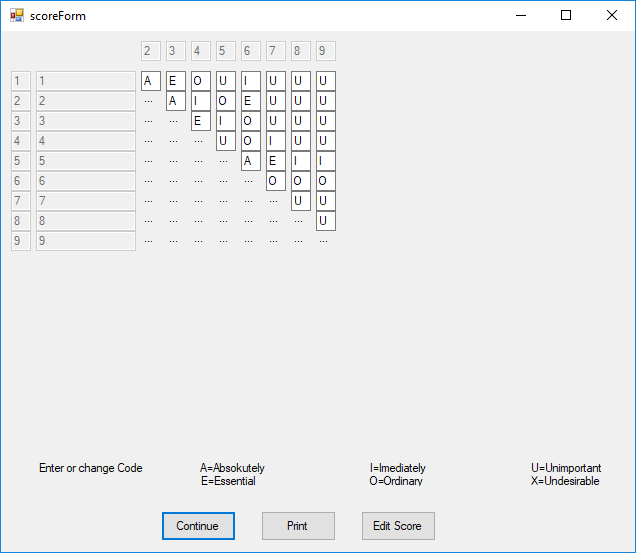 scoreForm
2 3 4 5 6 7 8 9
1 1 A E O U I U U U
2 2 ... A I O E U U U
3 3 ... ... E I O U U U
4 4 ... ... ... U O I U U
5 5 ... ... ... ... A E I I
6 6 ... ... ... ... ... O O O
7 7 ... ... ... ... ... ... U U
8 8 ... ... ... ... ... ... ... U
9 9 ... ... ... ... ... ... ... ...
Enter or change Code A=Absokutely I=Imediately U=Unimportant
E=Essential O=Ordinary X=Undesirable
Continue Print Edit Score